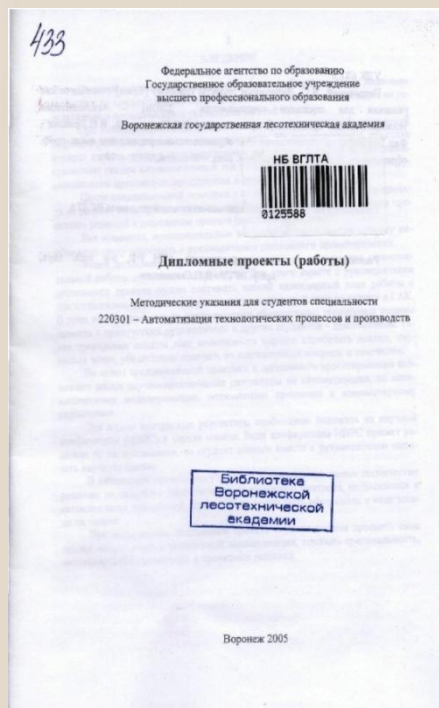 433
Федеральное агентство по образованию
Государственное образовательное учреждение
высшего профессионального образования
Воронежская государственная лесотехническая академия
НБ ВГЛТА
0125588
Дипломные проекты (работы)
Методические указания для студентов специальности
220301 – Автоматизация технологических процессов и производств
Библиотека
Воронежской
лесотехнической
академии
Воронеж 2005